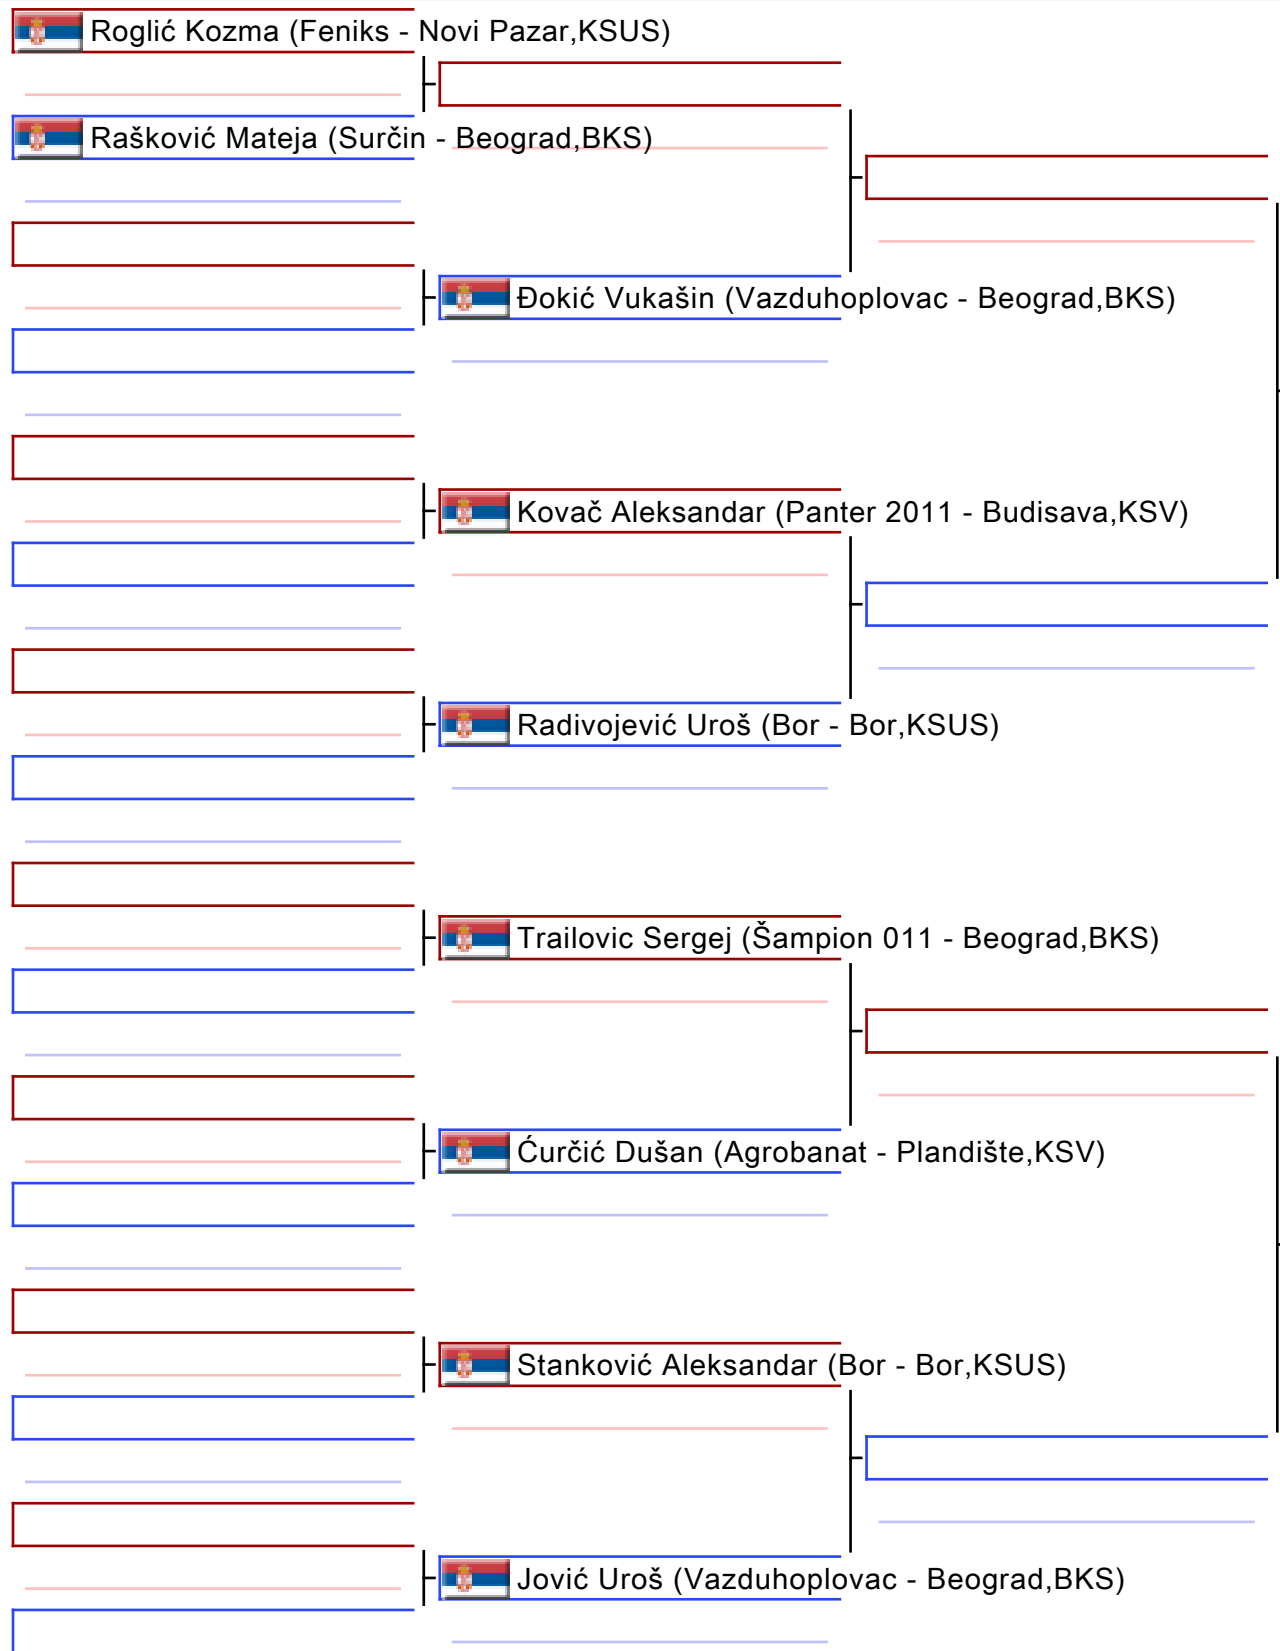 Roglić Kozma (Feniks - Novi Pazar,KSUS)
Rašković Mateja (Surčin - Beograd,BKS)
Đokić Vukašin (Vazduhoplovac - Beograd,BKS)
Kovač Aleksandar (Panter 2011 - Budisava,KSV)
Radivojević Uroš (Bor - Bor,KSUS)
Trailovic Sergej (Šampion 011 - Beograd,BKS)
Ćurčić Dušan (Agrobanat - Plandište,KSV)
Stanković Aleksandar (Bor - Bor,KSUS)
Jović Uroš (Vazduhoplovac - Beograd,BKS)